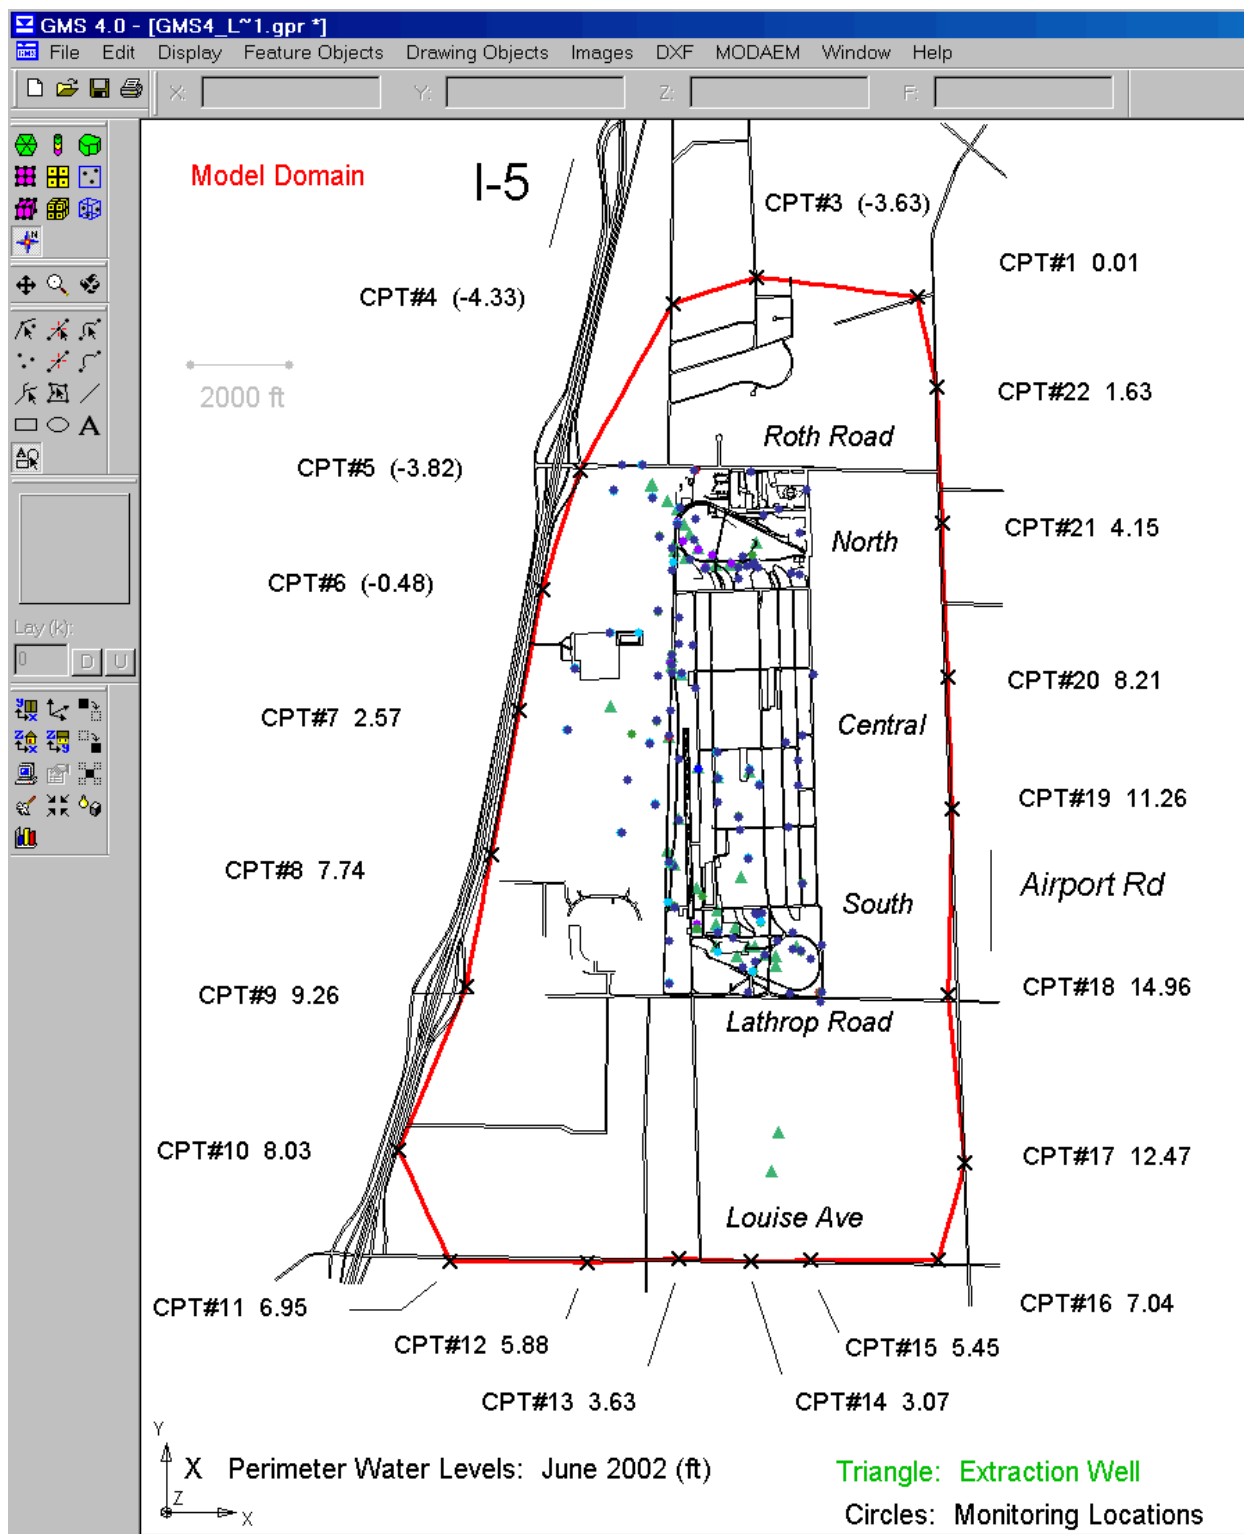 GMS 4.0 - [GMS4_L~1.gpr *]
File Edit Display Feature Objects Drawing Objects Images DXF MODAEM Window Help
X: Y: Z: F:
Model Domain
I-5
CPT#3 (-3.63)
CPT#1 0.01
CPT#4 (-4.33)
2000 ft
CPT#22 1.63
Roth Road
CPT#5 (-3.82)
CPT#21 4.15
North
CPT#6 (-0.48)
Lay (k):
0 D U
CPT#20 8.21
CPT#7 2.57
Central
CPT#19 11.26
CPT#8 7.74
Airport Rd
South
CPT#9 9.26
CPT#18 14.96
Lathrop Road
CPT#10 8.03
CPT#17 12.47
Louise Ave
CPT#11 6.95
CPT#16 7.04
CPT#12 5.88
CPT#15 5.45
CPT#13 3.63
CPT#14 3.07
Y
Z
X
X Perimeter Water Levels: June 2002 (ft)
Triangle: Extraction Well
Circles: Monitoring Locations